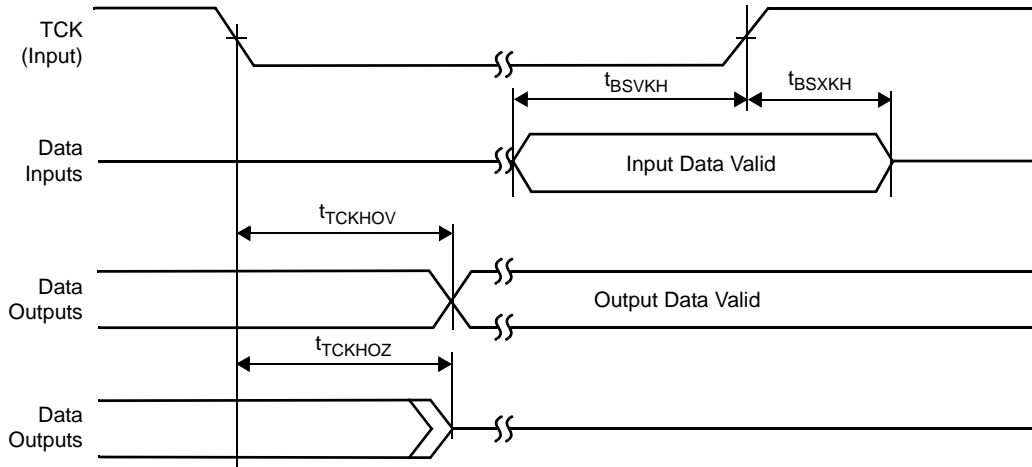 TCK
(Input)
tBSVKH
tBSXKH
Data
Inputs
Input Data Valid
tTCKHOV
Data
Outputs
Output Data Valid
tTCKHOZ
Data
Outputs